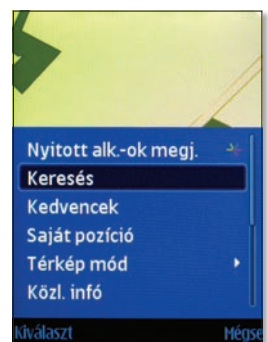 Nyitott alk.-ok megj.
Keresés
Kedvencek
Saját pozíció
Térkép mód
Közl. infó
Kiválaszt Mégse